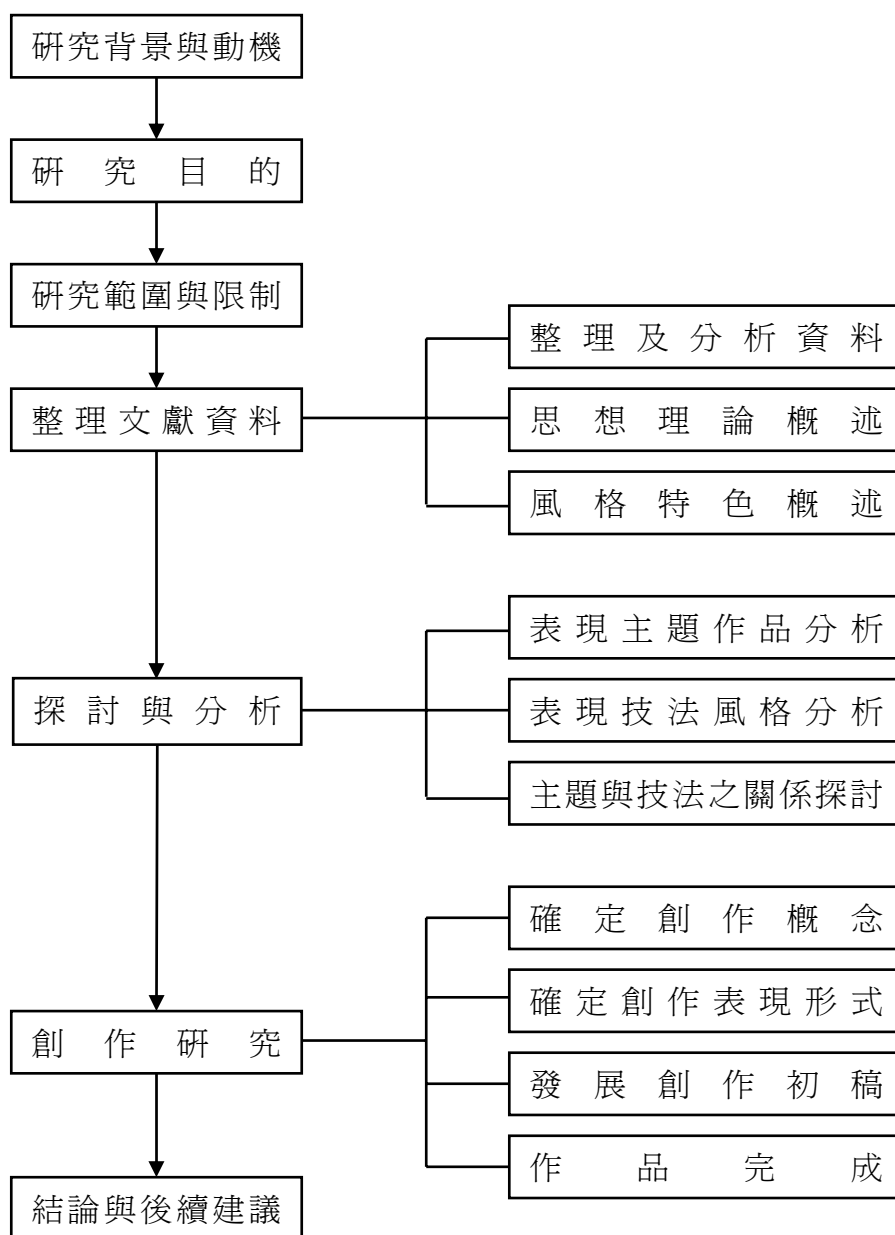 研究背景與動機
研究目的
研究範圍與限制
整理文獻資料
整理及分析資料
思想理論概述
風格特色概述
探討與分析
表現主題作品分析
表現技法風格分析
主題與技法之關係探討
創作研究
確定創作概念
確定創作表現形式
發展創作初稿
作品完成
結論與後續建議